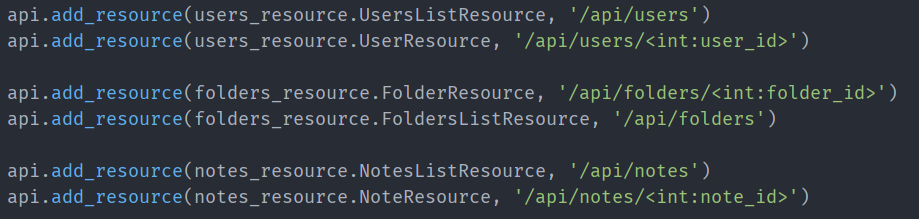 api.add_resource(users_resource.UsersListResource, '/api/users')
api.add_resource(users_resource.UserResource, '/api/users/<int:user_id>')
api.add_resource(folders_resource.FolderResource, '/api/folders/<int:folder_id>')
api.add_resource(folders_resource.FoldersListResource, '/api/folders')
api.add_resource(notes_resource.NotesListResource, '/api/notes')
api.add_resource(notes_resource.NoteResource, '/api/notes/<int:note_id>')